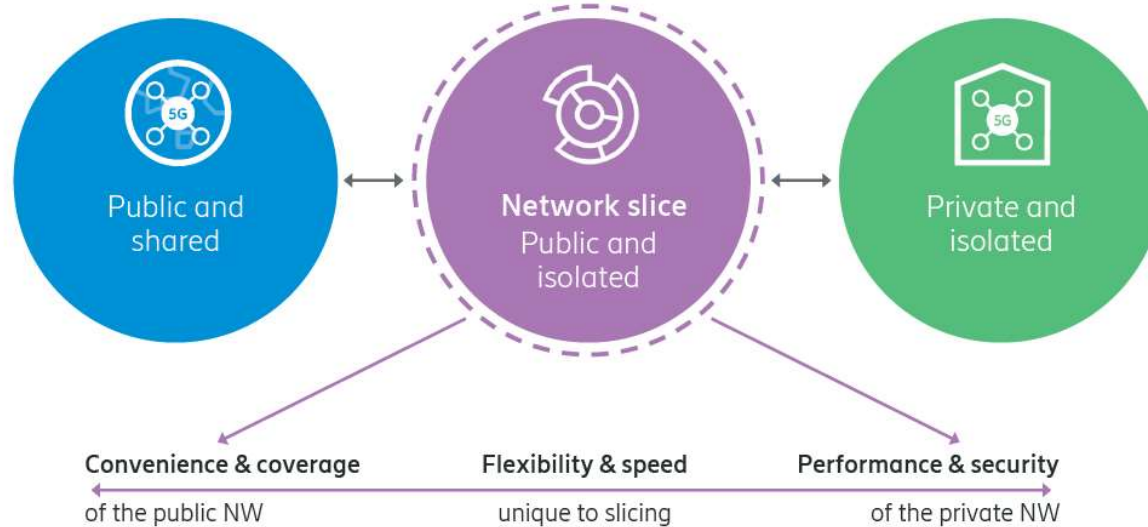 5G
Public and
shared
Network slice
Public and
isolated
5G
Private and
isolated
Convenience & coverage
of the public NW
Flexibility & speed
unique to slicing
Performance & security
of the private NW